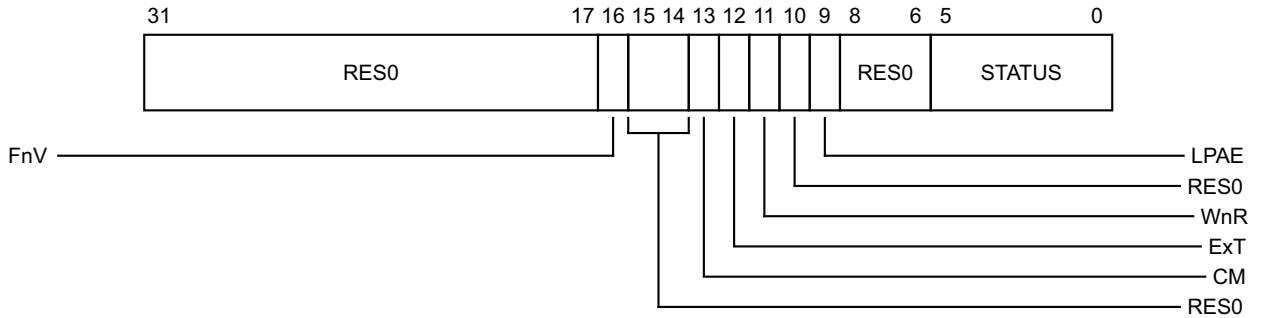 31 17 16 15 14 13 12 11 10 9 8 6 5 0
RES0 RES0 STATUS
FnV LPAE
RES0
WnR
ExT
CM
RES0